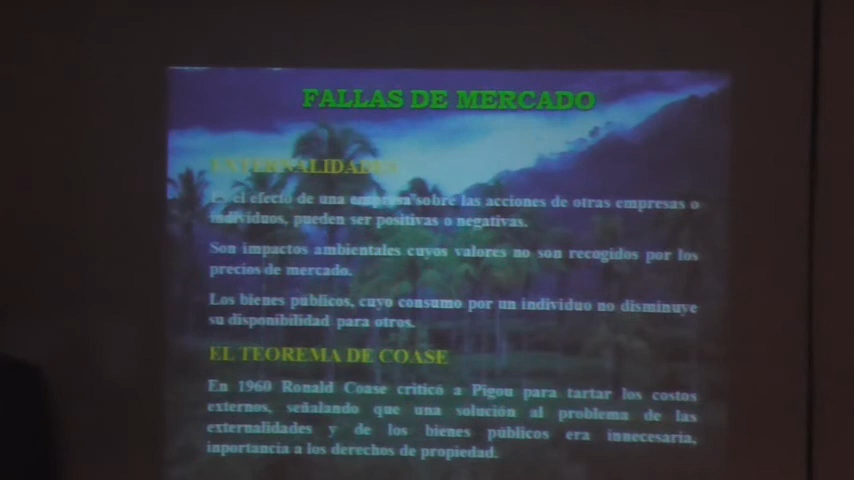 FALLAS DE MERCADO
EXTERNALIDADES
Es el efecto de una empresa sobre las acciones de otras empresas o
individuos, pueden ser positivas o negativas.
Son impactos ambientales cuyos valores no son recogidos por los
precios de mercado.
Los bienes públicos, cuyo consumo por un individuo no disminuye
su disponibilidad para otros.
EL TEOREMA DE COASE
En 1960 Ronald Coase criticó a Pigou para tartar los costos
externos, señalando que una solución al problema de las
externalidades y de los bienes públicos era innecesaria,
inportancia a los derechos de propiedad.